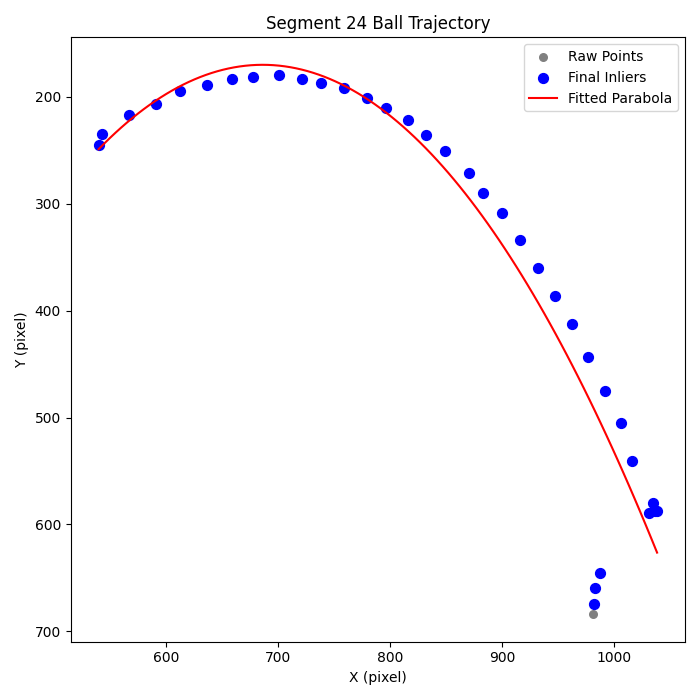 Segment 24 Ball Trajectory
Raw Points
Final Inliers
Fitted Parabola
200
300
400
500
600
700
Y (pixel)
600
700
800
900
1000
X (pixel)